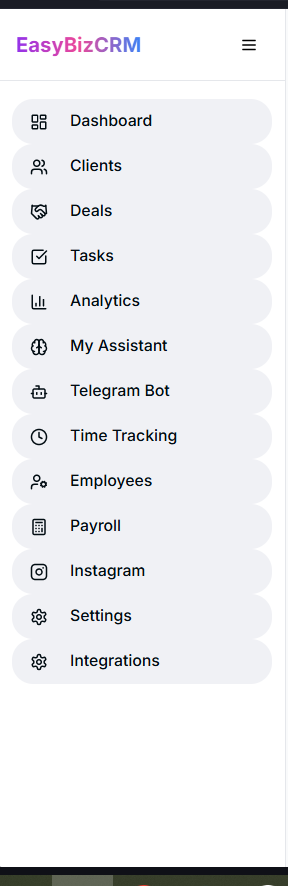 EasyBizCRM
Dashboard
Clients
Deals
Tasks
Analytics
My Assistant
Telegram Bot
Time Tracking
Employees
Payroll
Instagram
Settings
Integrations